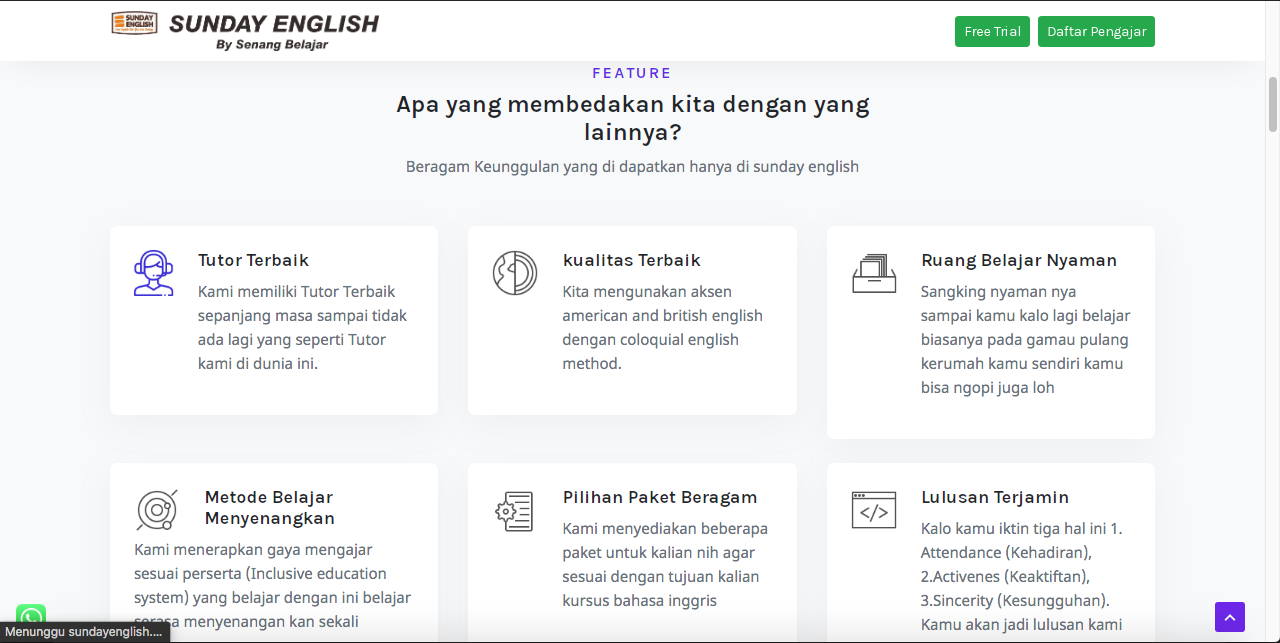 SUNDAY ENGLISH
SUNDAY ENGLISH
By Senang Belajar
Free Trial
Daftar Pengajar
FEATURE
Apa yang membedakan kita dengan yang
lainnya?
Beragam Keunggulan yang di dapatkan hanya di sunday english
Tutor Terbaik
Kami memiliki Tutor Terbaik
sepanjang masa sampai tidak
ada lagi yang seperti Tutor
kami di dunia ini.
kualitas Terbaik
Kita mengunakan aksen
american and british english
dengan coloquial english
method.
Ruang Belajar Nyaman
Sangking nyaman nya
sampai kamu kalo lagi belajar
biasanya pada gamau pulang
kerumah kamu sendiri kamu
bisa ngopi juga loh
Metode Belajar
Menyenangkan
Kami menerapkan gaya mengajar
sesuai perserta (Inclusive education
system) yang belajar dengan ini belajar
serasa menyenangan kan sekali
Pilihan Paket Beragam
Kami menyediakan beberapa
paket untuk kalian nih agar
sesuai dengan tujuan kalian
kursus bahasa inggris
Lulusan Terjamin
Kalo kamu iktin tiga hal ini 1.
Attendance (Kehadiran),
2.Activenes (Keaktiftan),
3.Sincerity (Kesungguhan).
Kamu akan jadi lulusan kami
Menunggu sundayenglish....